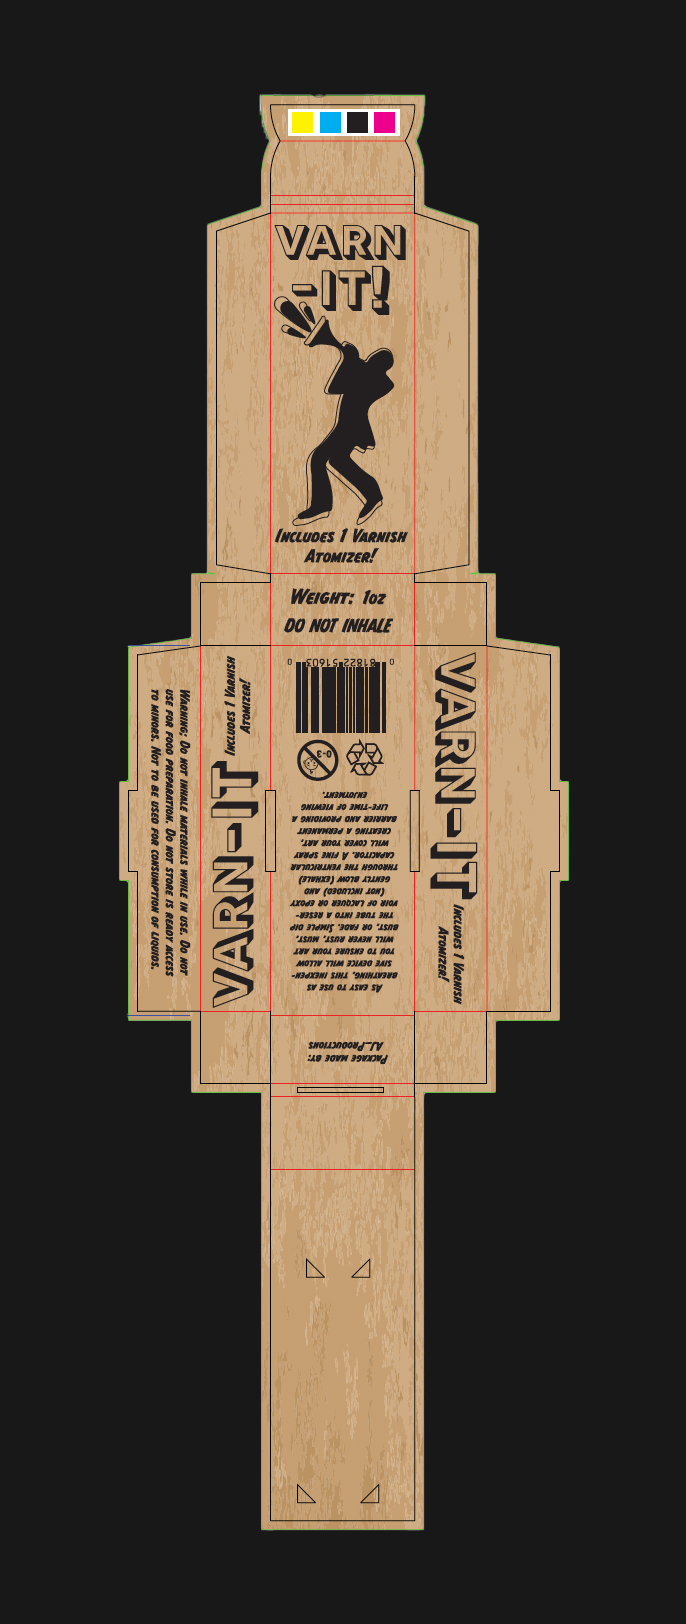 VARN
-IT!
INCLUDES 1 VARNISH
ATOMIZER!
WEIGHT: 1OZ
DO NOT INHALE
WARNING: DO NOT INHALE MATERIALS WHILE IN USE. DO NOT
USE FOR FOOD PREPARATION. DO NOT STORE IS READY ACCESS
TO MINORS. NOT TO BE USED FOR CONSUMPTION OF LIQUIDS.
VARN-IT
INCLUDES 1 VARNISH
ATOMIZER!
AS EASY TO USE AS
BREATHING, THIS INEXPEN-
SIVE DEVICE WILL ALLOW
YOU TO ENSURE YOUR ART
WILL NEVER RUST, MUST,
BUST, OR FADE. SIMPLE DIP
THE TUBE INTO A RESER-
VOIR OF LACQUER OR EPOXY
(NOT INCLUDED) AND
GENTLY BLOW (EXHALE)
THROUGH THE VENTRICULAR
CAPACITOR. A FINE SPRAY
WILL COVER YOUR ART,
CREATING A PERMANENT
BARRIER AND PROVIDING A
LIFE-TIME OF VIEWING
ENJOYMENT.
0-3
0 81822 51603 0
VARN-IT
INCLUDES 1 VARNISH
ATOMIZER!
PACKAGE MADE BY:
AJ_PRODUCTIONS